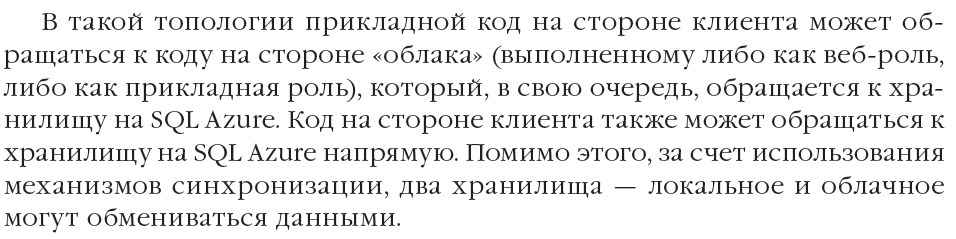 В такой топологии прикладной код на стороне клиента может об-
ращаться к коду на стороне «облака» (выполненному либо как веб-роль,
либо как прикладная роль), который, в свою очередь, обращается к хра-
нилищу на SQL Azure. Код на стороне клиента также может обращаться к
хранилищу на SQL Azure напрямую. Помимо этого, за счет использования
механизмов синхронизации, два хранилища — локальное и облачное
могут обмениваться данными.